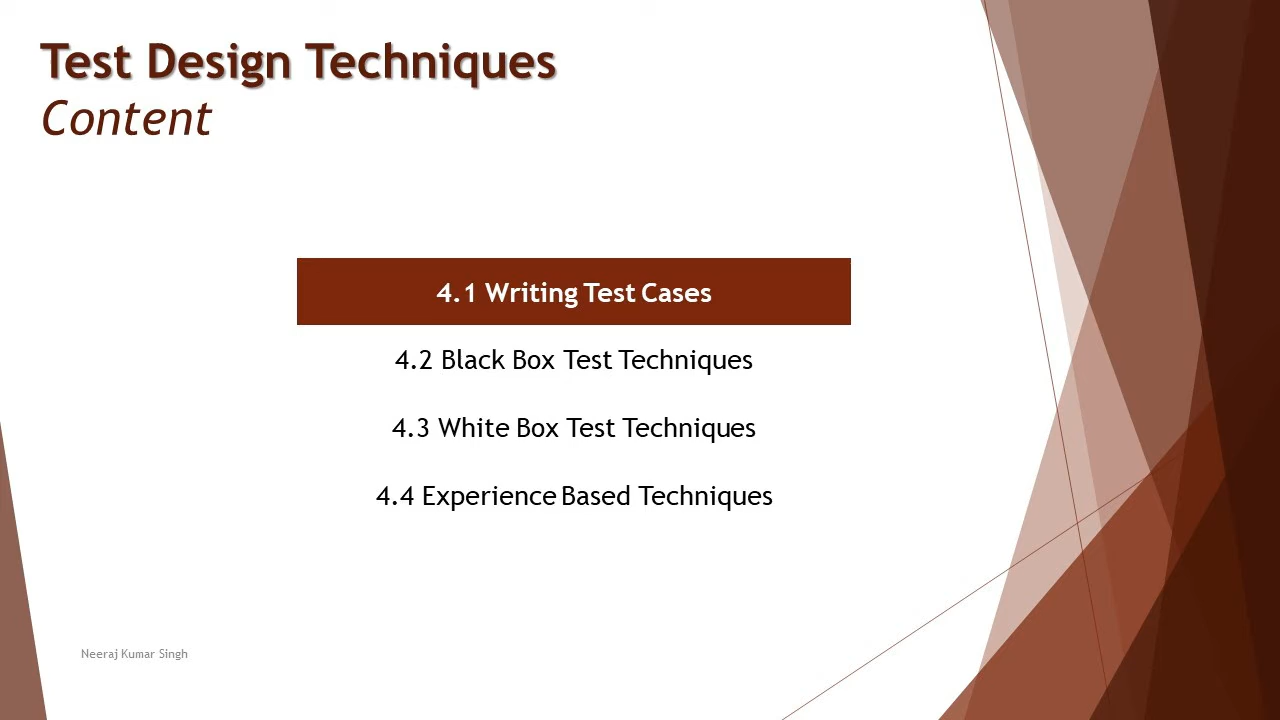 Test Design Techniques
Content
4.1 Writing Test Cases
4.2 Black Box Test Techniques
4.3 White Box Test Techniques
4.4 Experience Based Techniques
Neeraj Kumar Singh